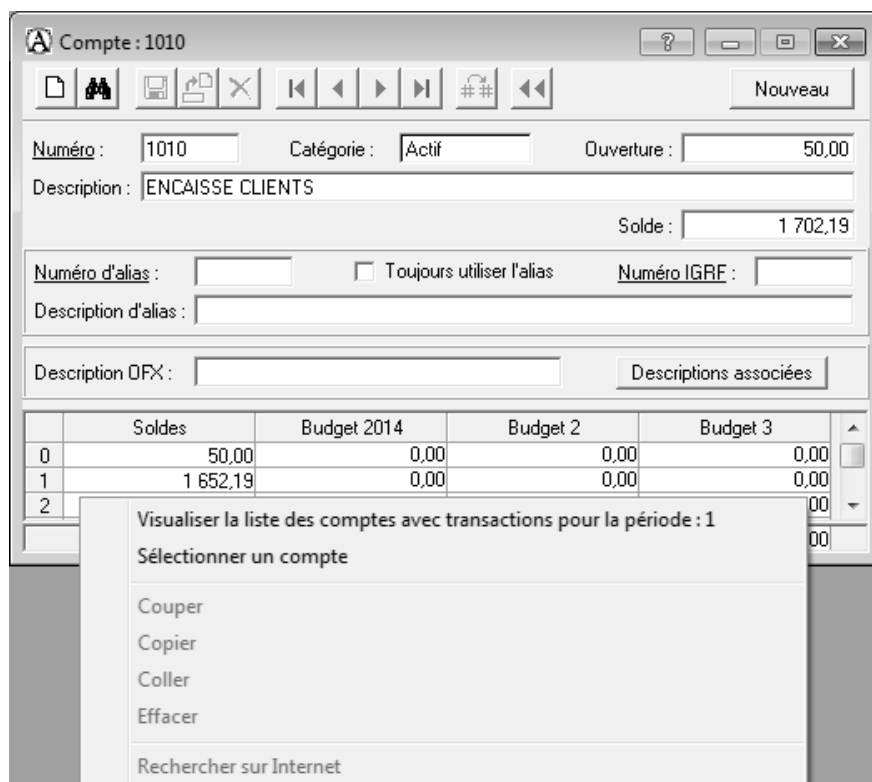 Compte : 1010
Nouveau
Numéro : 1010 Catégorie : Actif Ouverture : 50,00
Description : ENCAISSE CLIENTS
Solde : 1 702,19
Numéro d'alias : Toujours utiliser l'alias Numéro IGRF :
Description d'alias :
Description OFX : Descriptions associées
Soldes Budget 2014 Budget 2 Budget 3
0 50,00 0,00 0,00 0,00
1 1 652,19 0,00 0,00 0,00
2 00
00
Visualiser la liste des comptes avec transactions pour la période : 1
Sélectionner un compte
Couper
Copier
Coller
Effacer
Rechercher sur Internet